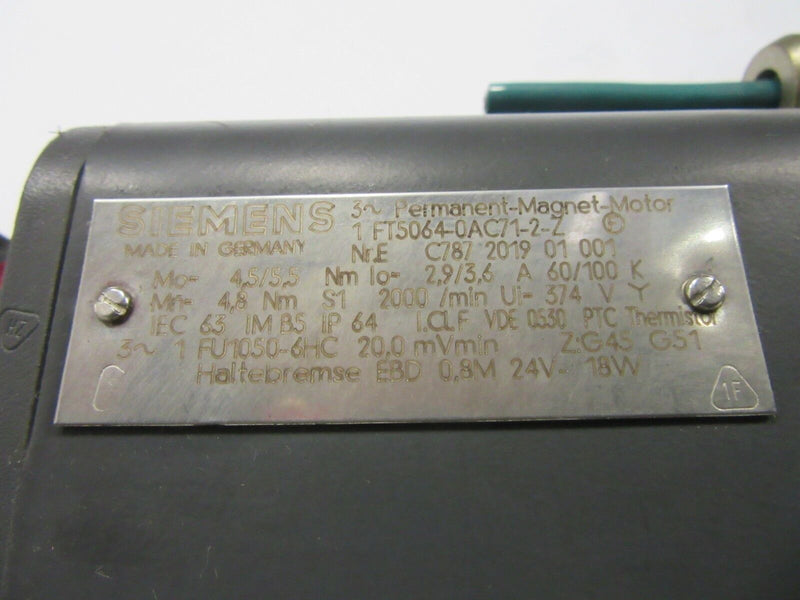 SIEMENS 3~ Permanent-Magnet-Motor
1 FT5064-0AC71-2-Z F
MADE IN GERMANY Nr.E C787 2019 01 001
Mo- 4,5/5,5 Nm Io- 2,9/3,6 A 60/100 K
Mn- 4,8 Nm S1 2000 /min Ui- 374 V Y
IEC 63 IM B5 IP 64 I.CL.F VDE 0530 PTC Thermistor
3~ 1 FU1050-6HC 20,0 mVmin Z:G45 G51
Haltebremse EBD 0,8M 24V- 18W
1F